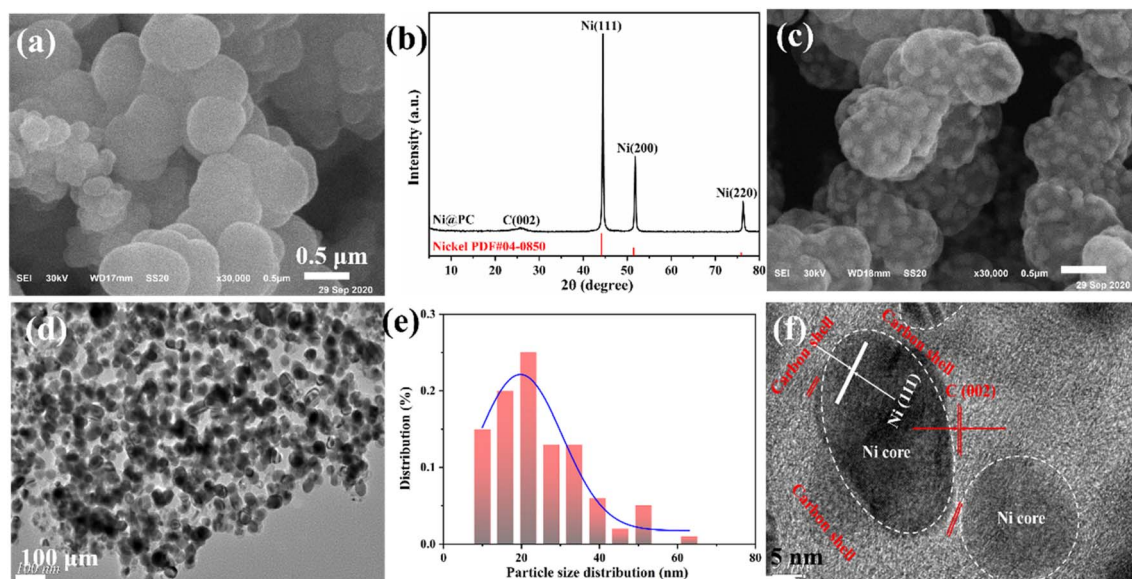 (a)
0.5 μm
SEI 30kV WD17mm SS20 x30,000 0.5μm
29 Sep 2020
(b)
Ni(111)
Ni(200)
Ni(220)
Ni@PC
C(002)
Nickel PDF#04-0850
Intensity (a.u.)
5 10 20 30 40 50 60 70 80
2θ (degree)
(c)
SEI 30kV WD18mm SS20 x30,000 0.5μm
29 Sep 2020
(d)
100 μm
100 nm
(e)
0.3
0.2
0.1
0.0
Distribution (%)
0 20 40 60 80
Particle size distribution (nm)
(f)
Carbon shell
Carbon shell
Ni (111)
C (002)
Ni core
Carbon shell
Ni core
5 nm